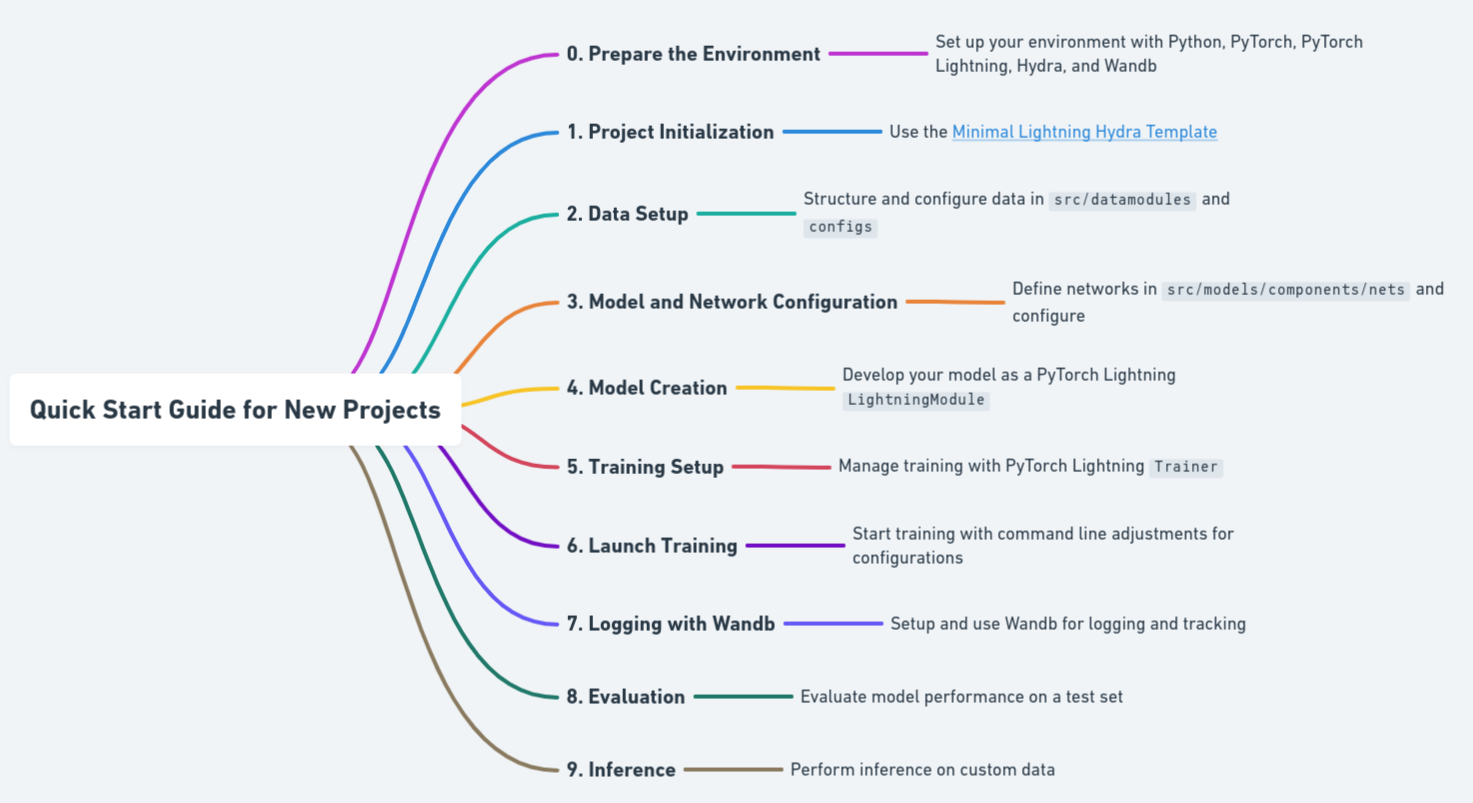 Quick Start Guide for New Projects
0. Prepare the Environment
Set up your environment with Python, PyTorch, PyTorch
Lightning, Hydra, and Wandb
1. Project Initialization
Use the Minimal Lightning Hydra Template
2. Data Setup
Structure and configure data in src/datamodules and
configs
3. Model and Network Configuration
Define networks in src/models/components/nets and
configure
4. Model Creation
Develop your model as a PyTorch Lightning
LightningModule
5. Training Setup
Manage training with PyTorch Lightning Trainer
6. Launch Training
Start training with command line adjustments for
configurations
7. Logging with Wandb
Setup and use Wandb for logging and tracking
8. Evaluation
Evaluate model performance on a test set
9. Inference
Perform inference on custom data